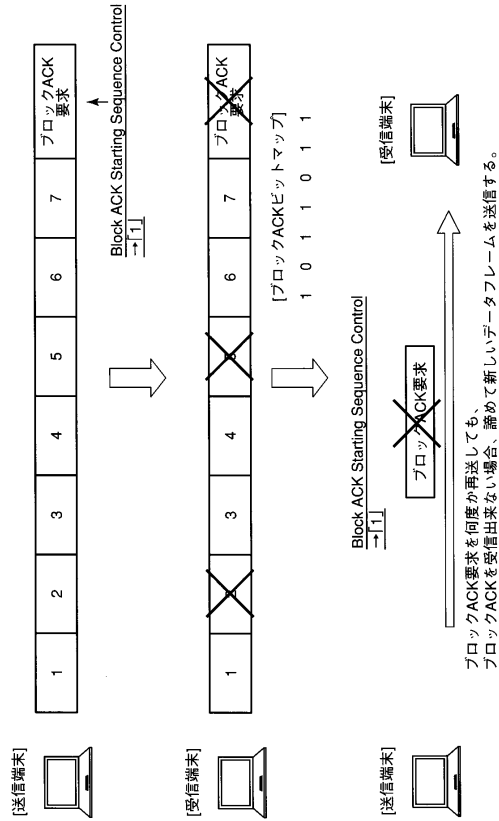 [送信端末]
1 2 3 4 5 6 7 ブロックACK
要求
Block ACK Starting Sequence Control
→「1」
[受信端末]
1 3 4 6 7 ブロックACK
要求
[ブロックACKビットマップ]
1 0 1 1 1 0 1 1
Block ACK Starting Sequence Control
→「1」
[送信端末]
ブロックACK要求
[受信端末]
ブロックACK要求を何度か再送しても、
ブロックACKを受信出来ない場合、諦めて新しいデータフレームを送信する。